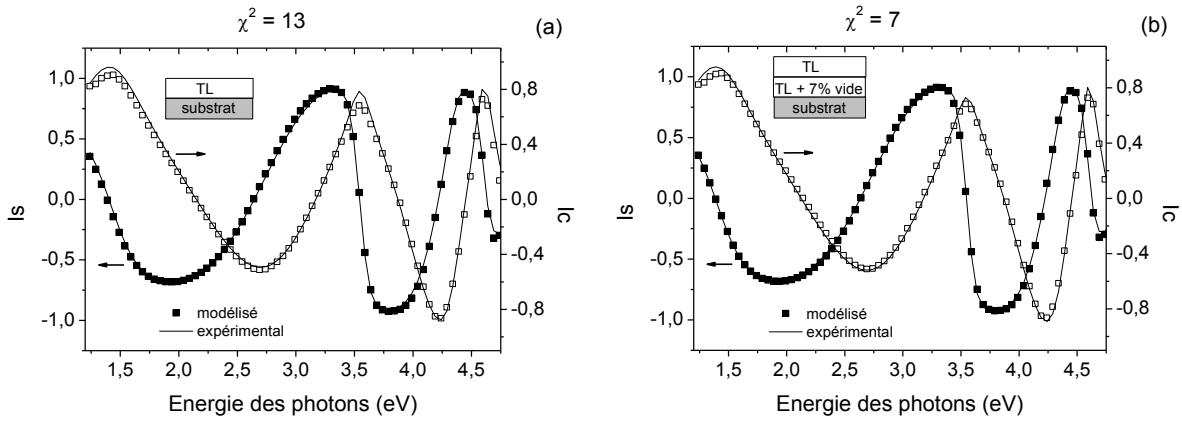 χ² = 13
(a)
TL
substrat
modélisé
expérimental
1,0
0,5
0,0
-0,5
-1,0
Is
0,8
0,4
0,0
-0,4
-0,8
Ic
1,5 2,0 2,5 3,0 3,5 4,0 4,5
Energie des photons (eV)
χ² = 7
(b)
TL
TL + 7% vide
substrat
modélisé
expérimental
1,0
0,5
0,0
-0,5
-1,0
Is
0,8
0,4
0,0
-0,4
-0,8
Ic
1,5 2,0 2,5 3,0 3,5 4,0 4,5
Energie des photons (eV)